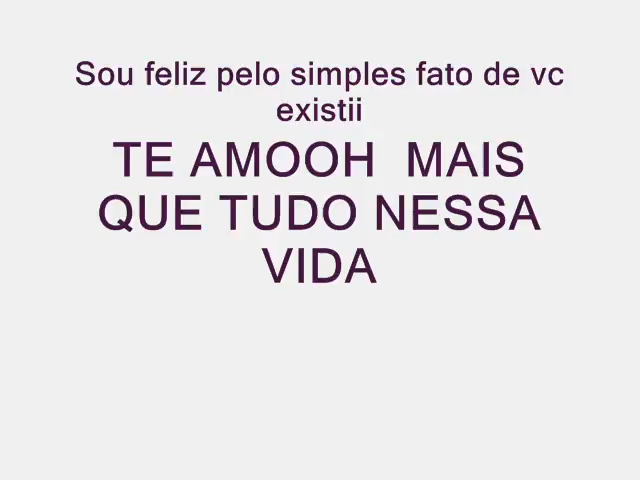 Sou feliz pelo simples fato de vc
existii
TE AMOOH  MAIS
QUE TUDO NESSA
VIDA